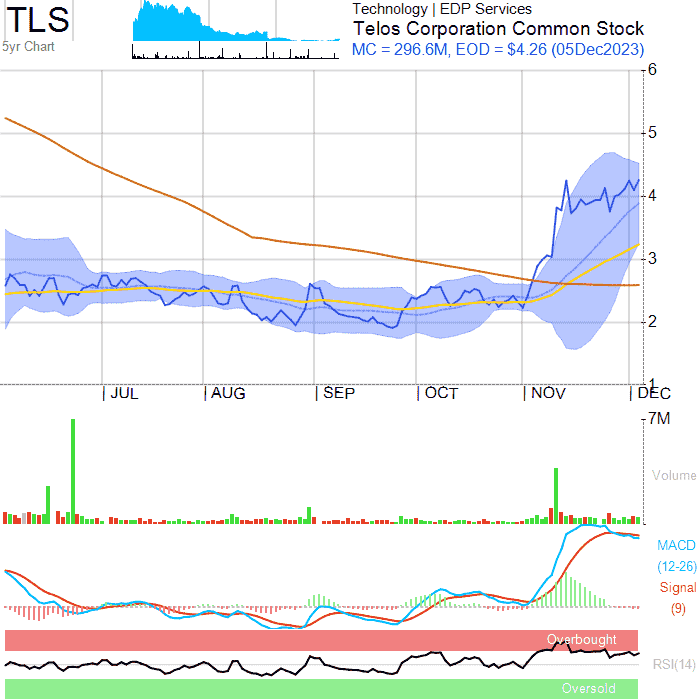 TLS
5yr Chart
Technology | EDP Services
Telos Corporation Common Stock
MC = 296.6M, EOD = $4.26 (05Dec2023)
6
5
4
3
2
1
JUL AUG SEP OCT NOV DEC
7M
Volume
MACD
(12-26)
Signal
(9)
Overbought
RSI(14)
Oversold